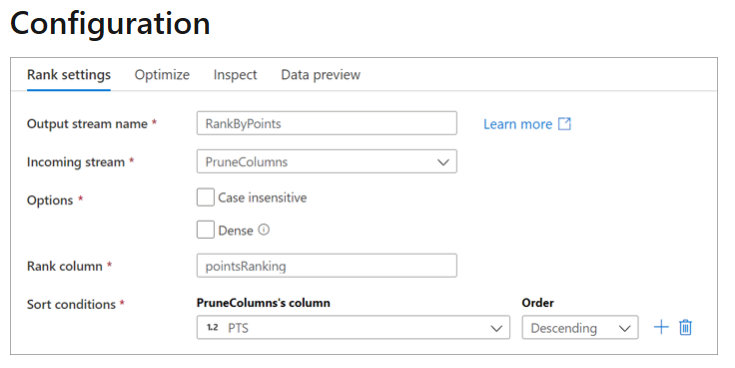 Configuration
Rank settings Optimize Inspect Data preview
Output stream name * RankByPoints Learn more
Incoming stream * PruneColumns
Options * Case insensitive
Dense
Rank column * pointsRanking
Sort conditions * PruneColumns's column Order
1.2 PTS Descending